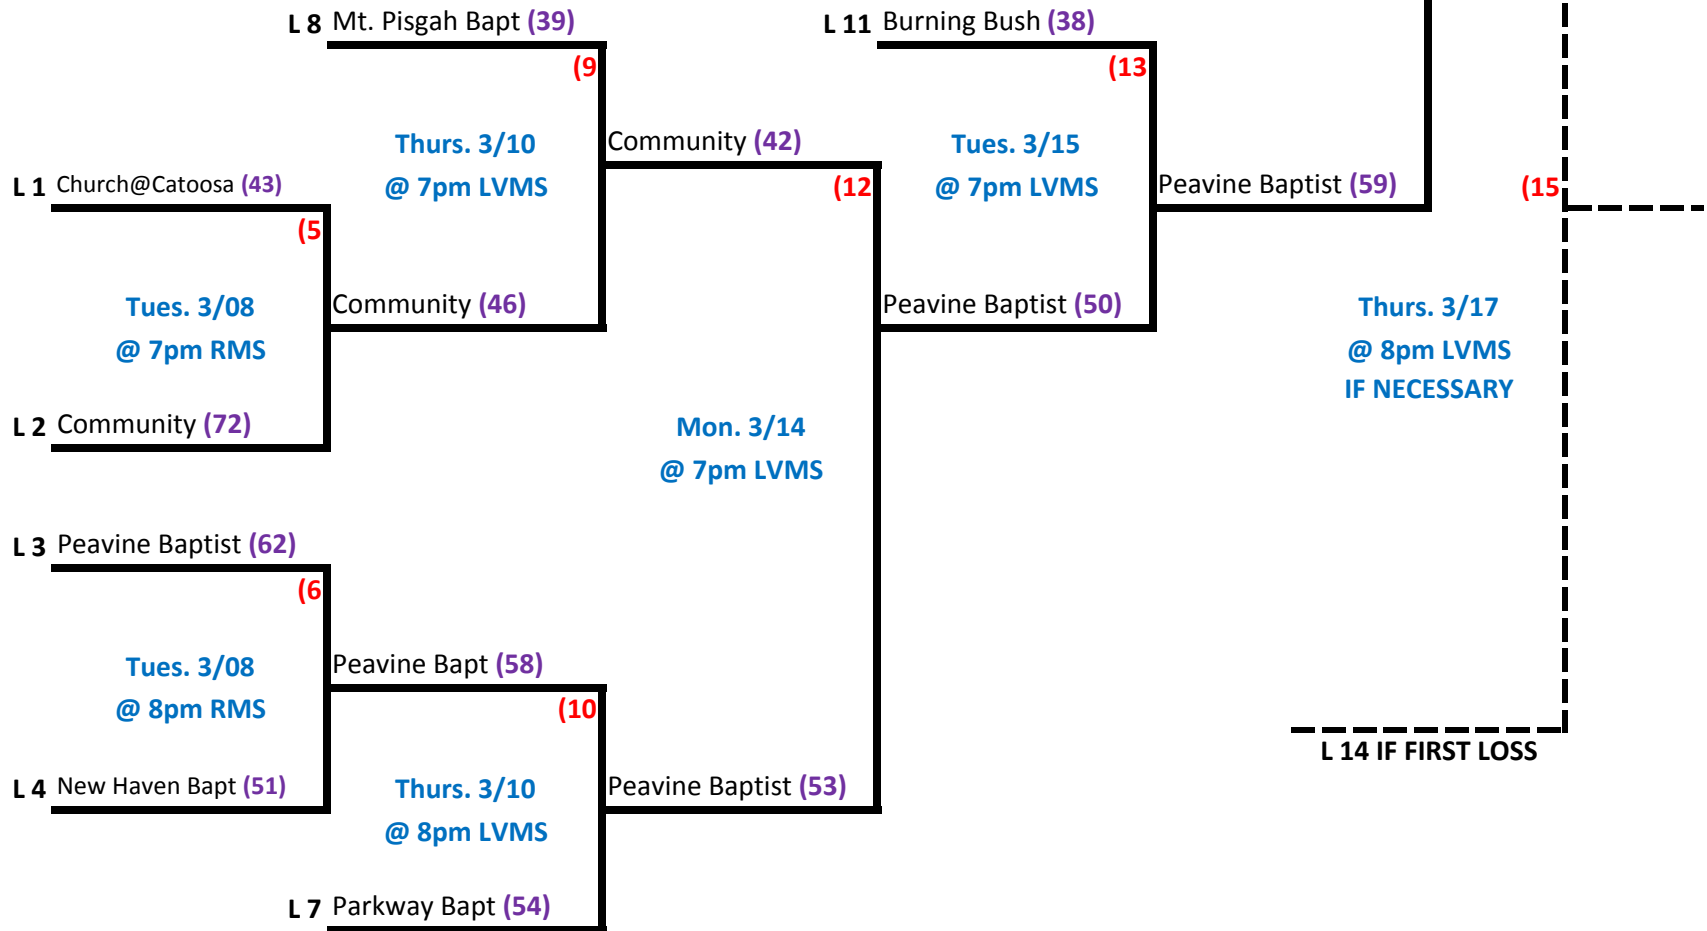 L 8 Mt. Pisgah Bapt (39)
L 11 Burning Bush (38)
(9
(13
Thurs. 3/10
@ 7pm LVMS
Community (42)
Tues. 3/15
@ 7pm LVMS
L 1 Church@Catoosa (43)
(12
Peavine Baptist (59)
(15
(5
Tues. 3/08
@ 7pm RMS
Community (46)
Peavine Baptist (50)
Thurs. 3/17
@ 8pm LVMS
IF NECESSARY
L 2 Community (72)
Mon. 3/14
@ 7pm LVMS
L 3 Peavine Baptist (62)
(6
Tues. 3/08
@ 8pm RMS
Peavine Bapt (58)
(10
L 14 IF FIRST LOSS
L 4 New Haven Bapt (51)
Thurs. 3/10
@ 8pm LVMS
Peavine Baptist (53)
L 7 Parkway Bapt (54)